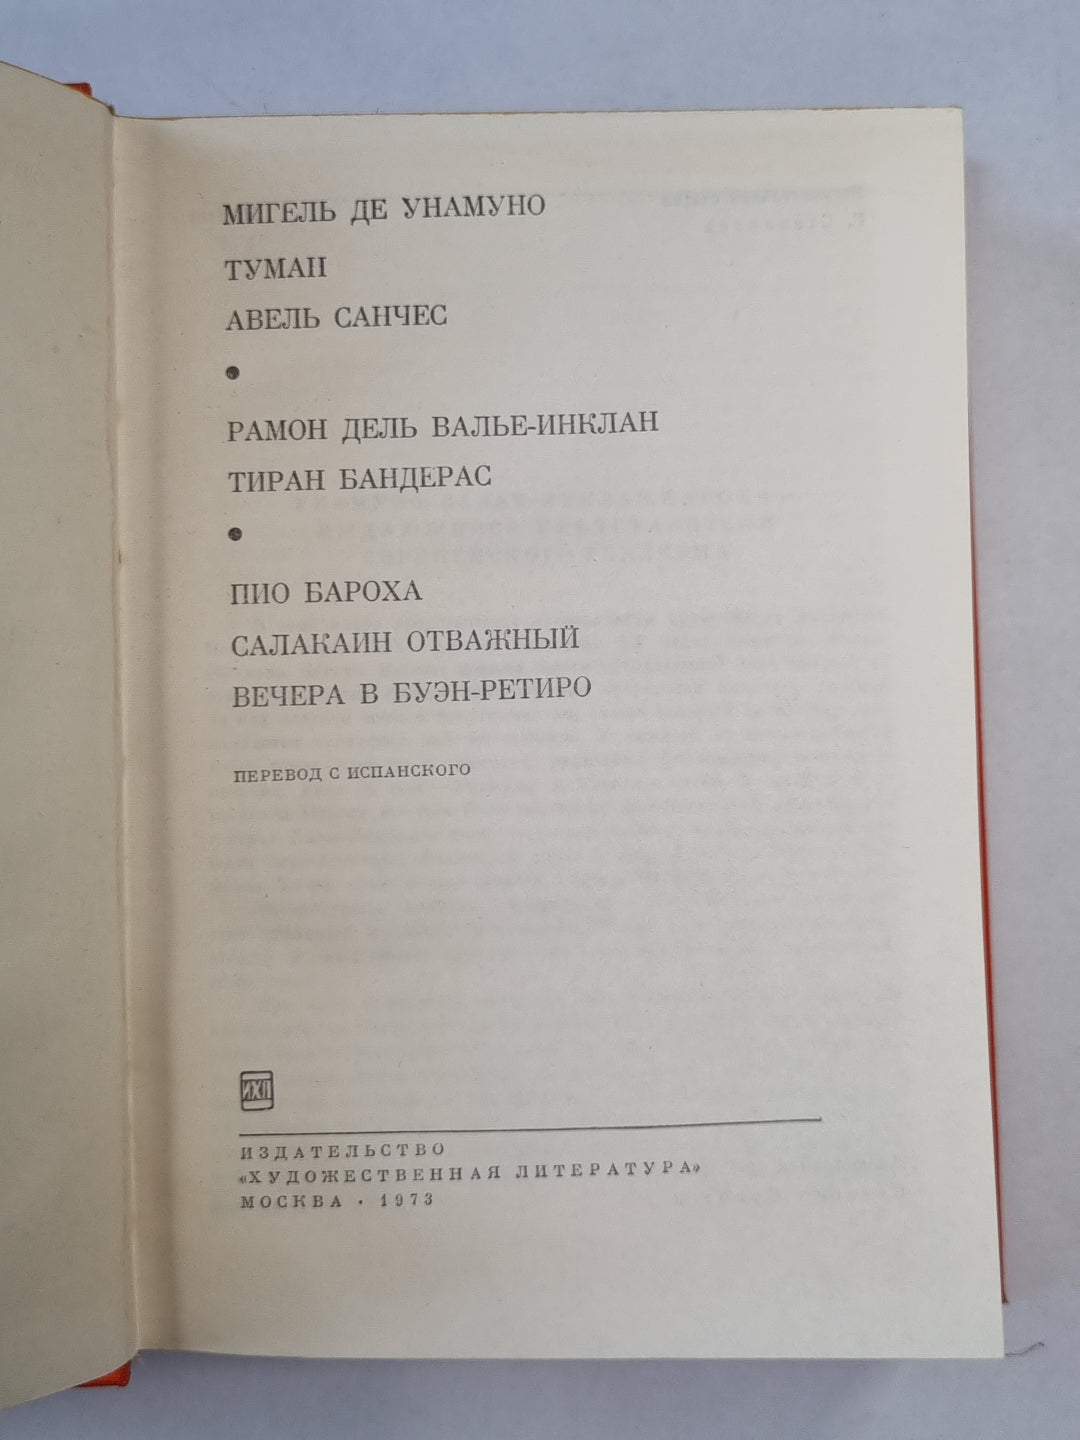 МИГЕЛЬ ДЕ УНАМУНО
ТУМАН
АВЕЛЬ САНЧЕС
●
РАМОН ДЕЛЬ ВАЛЬЕ-ИНКЛАН
ТИРАН БАНДЕРАС
●
ПИО БАРОХА
САЛАКАИН ОТВАЖНЫЙ
ВЕЧЕРА В БУЭН-РЕТИРО
ПЕРЕВОД С ИСПАНСКОГО
ИХЛ
ИЗДАТЕЛЬСТВО
«ХУДОЖЕСТВЕННАЯ ЛИТЕРАТУРА»
МОСКВА · 1973